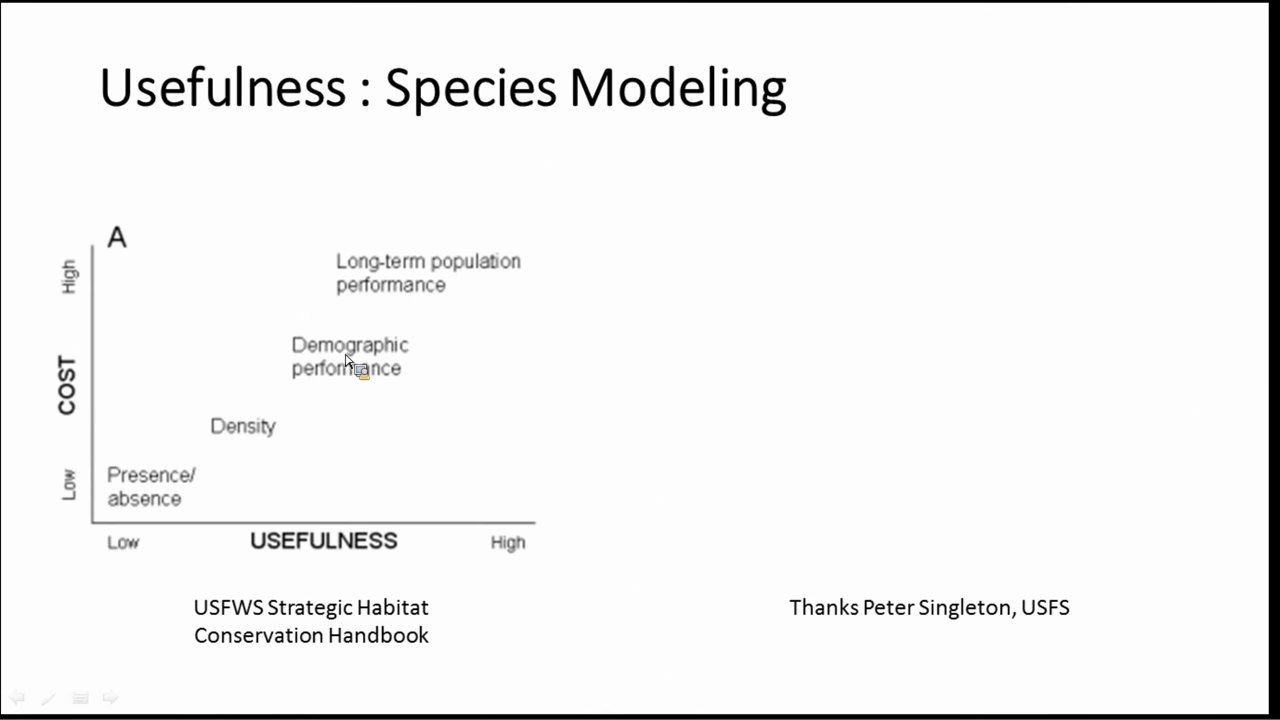 Usefulness : Species Modeling
A
High
Long-term population
performance
Demographic
performance
COST
Density
Low
Presence/
absence
Low
USEFULNESS
High
USFWS Strategic Habitat
Conservation Handbook
Thanks Peter Singleton, USFS